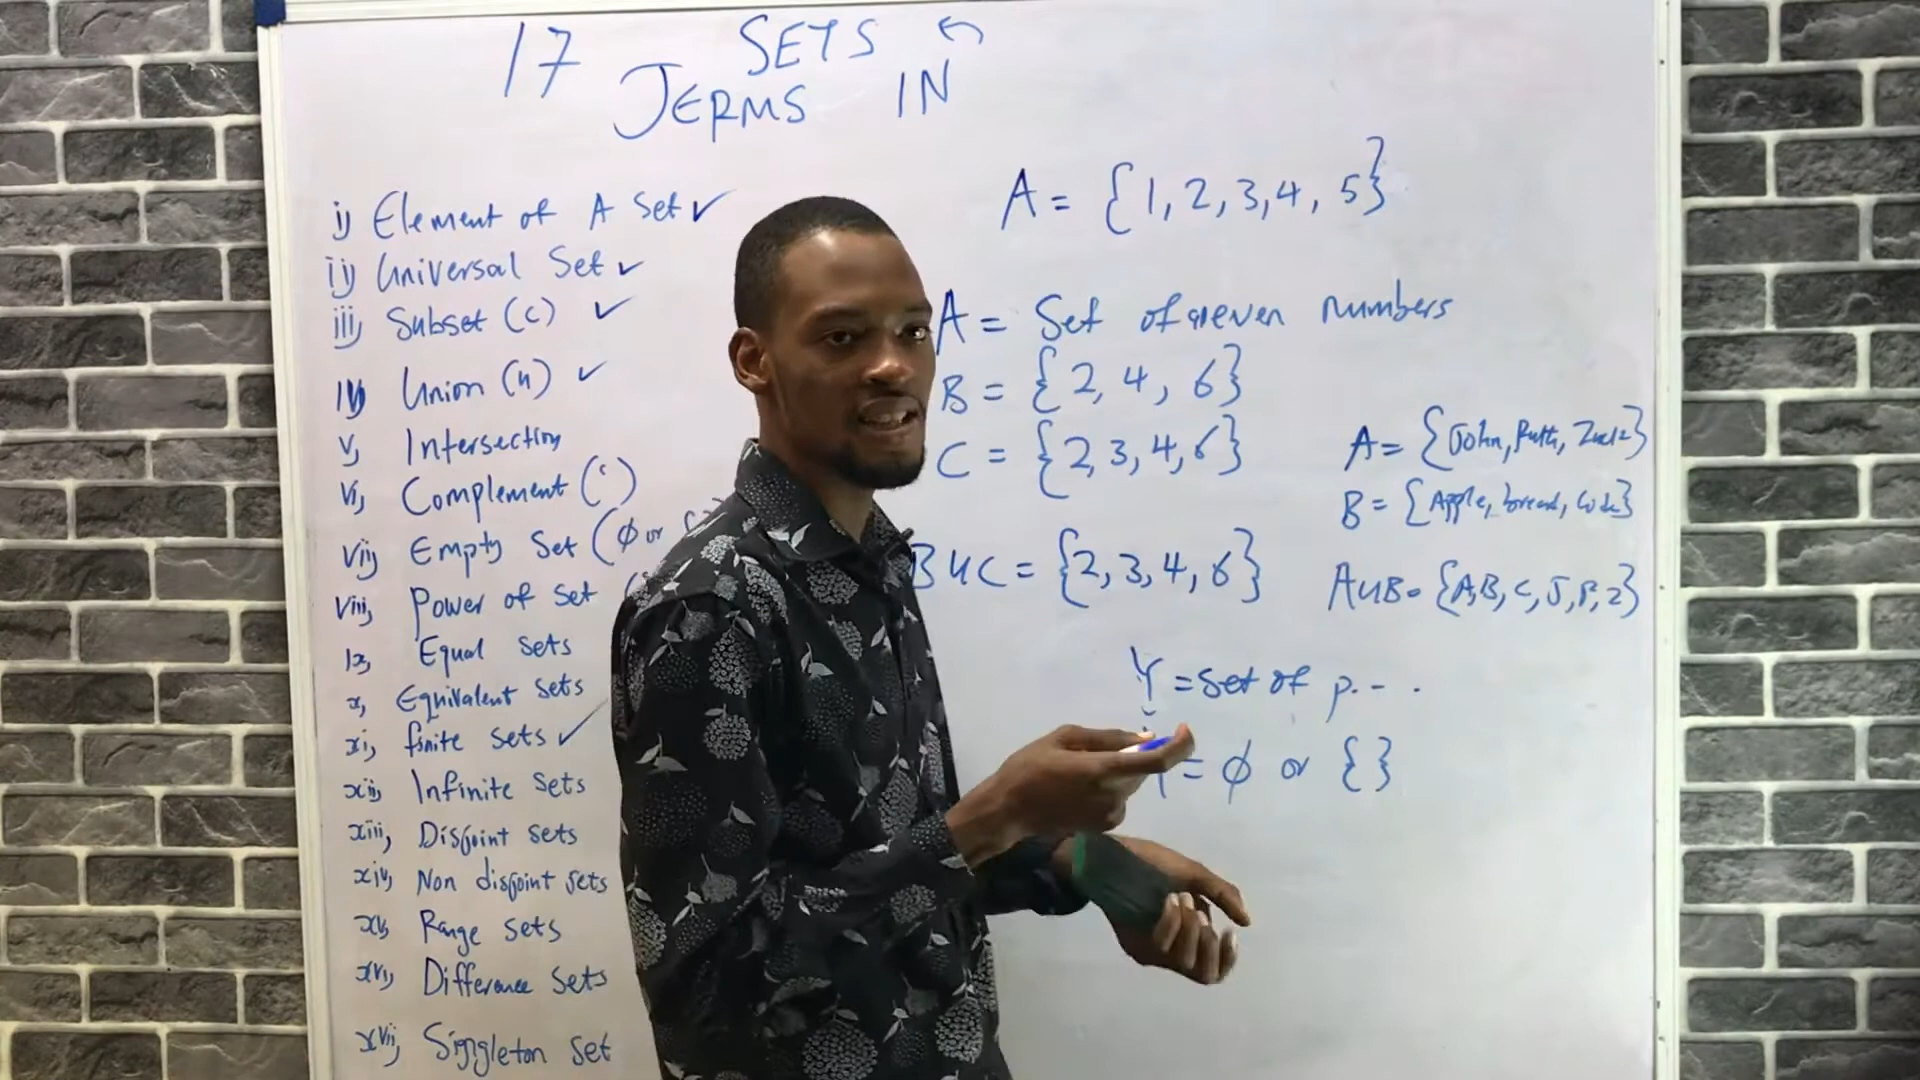 17 SETS
TERMS IN
i) Element of A Set ✓
ii) Universal Set ✓
iii) Subset (c) ✓
iv) Union (u) ✓
v) Intersection
vi) Complement (')
vii) Empty Set (ϕ or {
viii) Power of Set (
ix) Equal Sets
x) Equivalent Sets
xi) finite sets ✓
xii) Infinite Sets
xiii) Disjoint sets
xiv) Non disjoint sets
xv) Range sets
xvi) Difference sets
xvii) Singleton set
A = {1, 2, 3, 4, 5}
A = Set of even numbers
B = {2, 4, 6}
C = {2, 3, 4, 6}
B U C = {2, 3, 4, 6}
A = {John, Ruth, }
B = {Apple, bread, }
AUB = {A, B, C, J, R, Z}
Y = Set of p. - .
Y = ϕ or { }